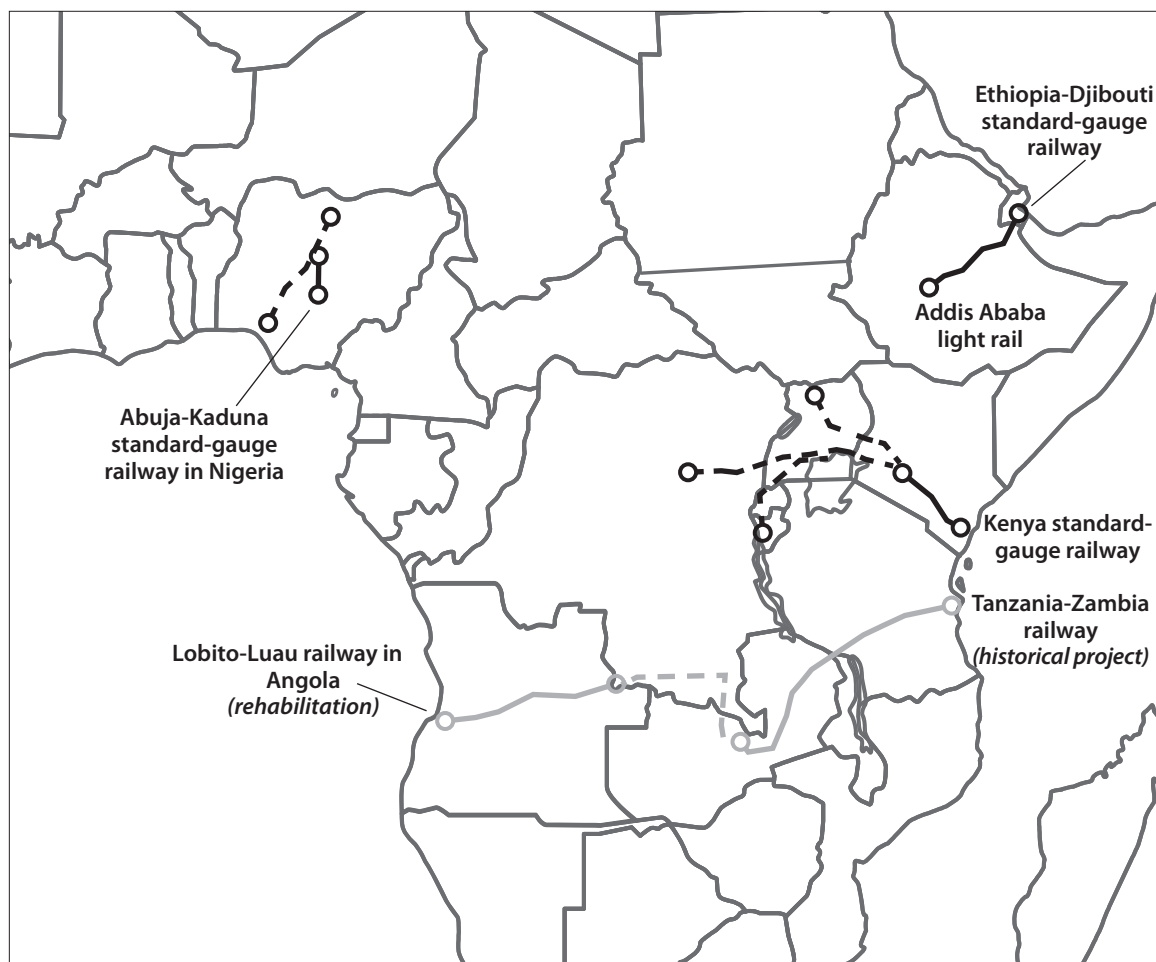 Ethiopia-Djibouti
standard-gauge
railway
Addis Ababa
light rail
Abuja-Kaduna
standard-gauge
railway in Nigeria
Kenya standard-
gauge railway
Tanzania-Zambia
railway
(historical project)
Lobito-Luau railway in
Angola
(rehabilitation)